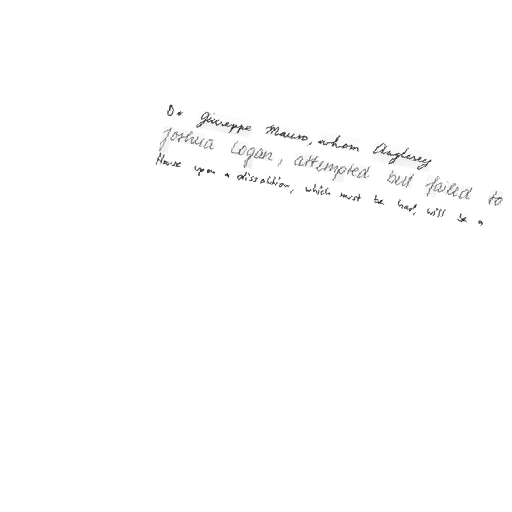 Dr Giuseppe Mauro, whom Anglesey
Joshua Logan, attempted but failed to
House upon a dissolution, which must be had, will be a